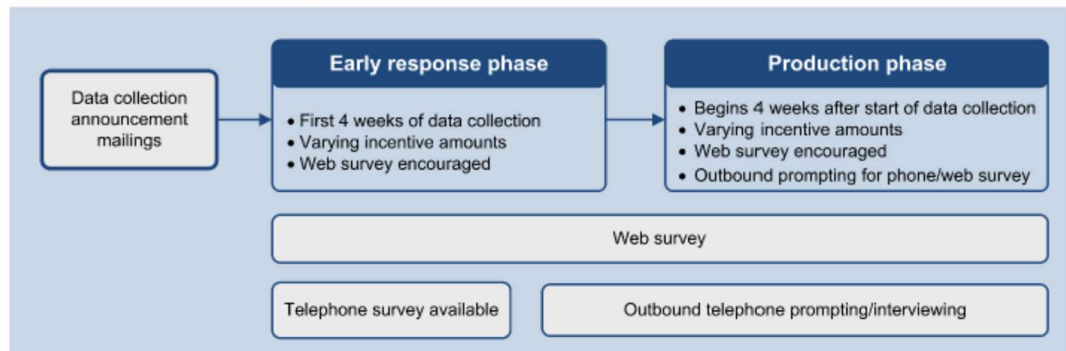 Data collection
announcement
mailings
Early response phase
• First 4 weeks of data collection
• Varying incentive amounts
• Web survey encouraged
Production phase
• Begins 4 weeks after start of data collection
• Varying incentive amounts
• Web survey encouraged
• Outbound prompting for phone/web survey
Web survey
Telephone survey available
Outbound telephone prompting/interviewing